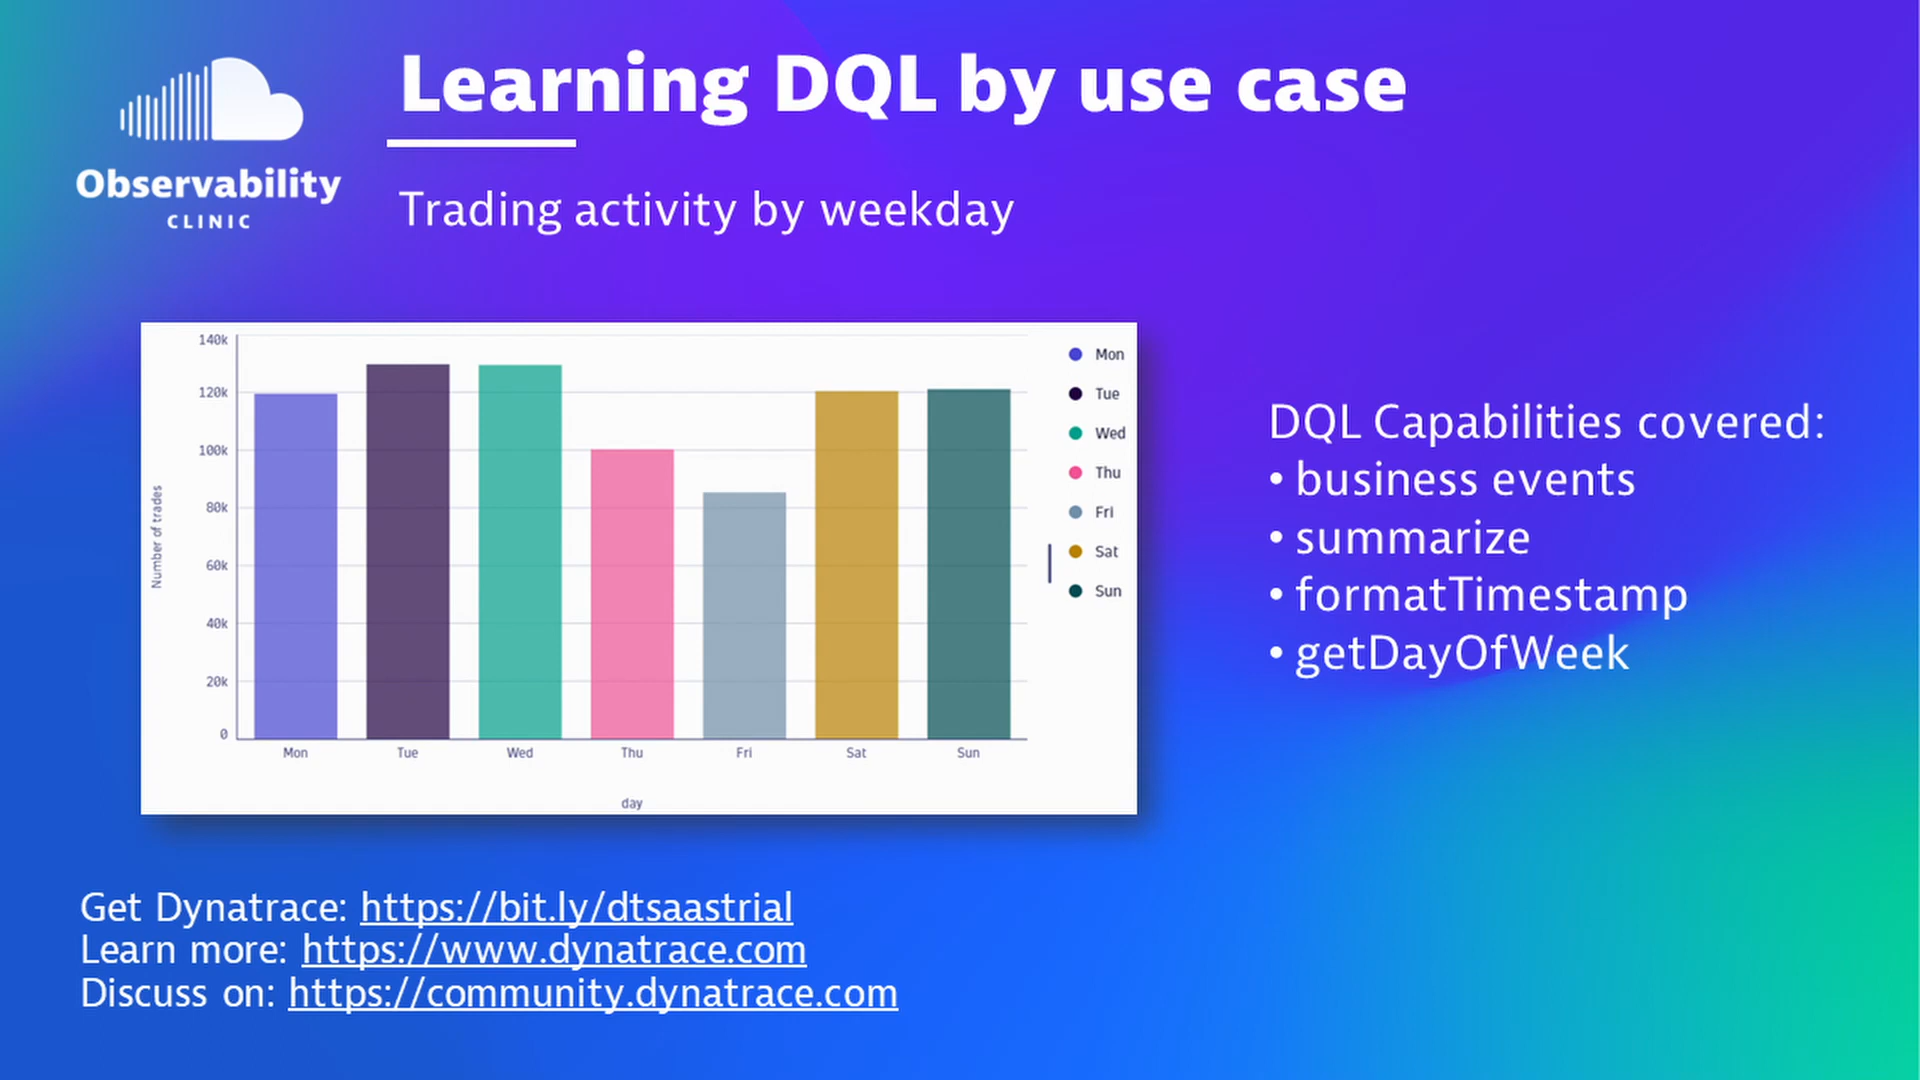 Learning DQL by use case
Observability
CLINIC
Trading activity by weekday
140k
120k
100k
80k
60k
40k
20k
0
Number of trades
Mon
Tue
Wed
Thu
Fri
Sat
Sun
day
Mon
Tue
Wed
Thu
Fri
Sat
Sun
DQL Capabilities covered:
• business events
• summarize
• formatTimestamp
• getDayOfWeek
Get Dynatrace: https://bit.ly/dtsaastrial
Learn more: https://www.dynatrace.com
Discuss on: https://community.dynatrace.com